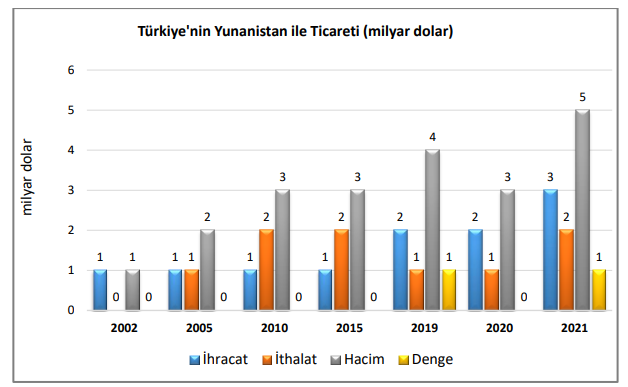 Türkiye'nin Yunanistan ile Ticareti (milyar dolar)
milyar dolar
6
5
4
3
2
1
0
1 0 1 0
1 1 2 0
1 2 3 0
1 2 3 0
2 1 4 1
2 1 3 0
3 2 5 1
2002 2005 2010 2015 2019 2020 2021
İhracat İthalat Hacim Denge